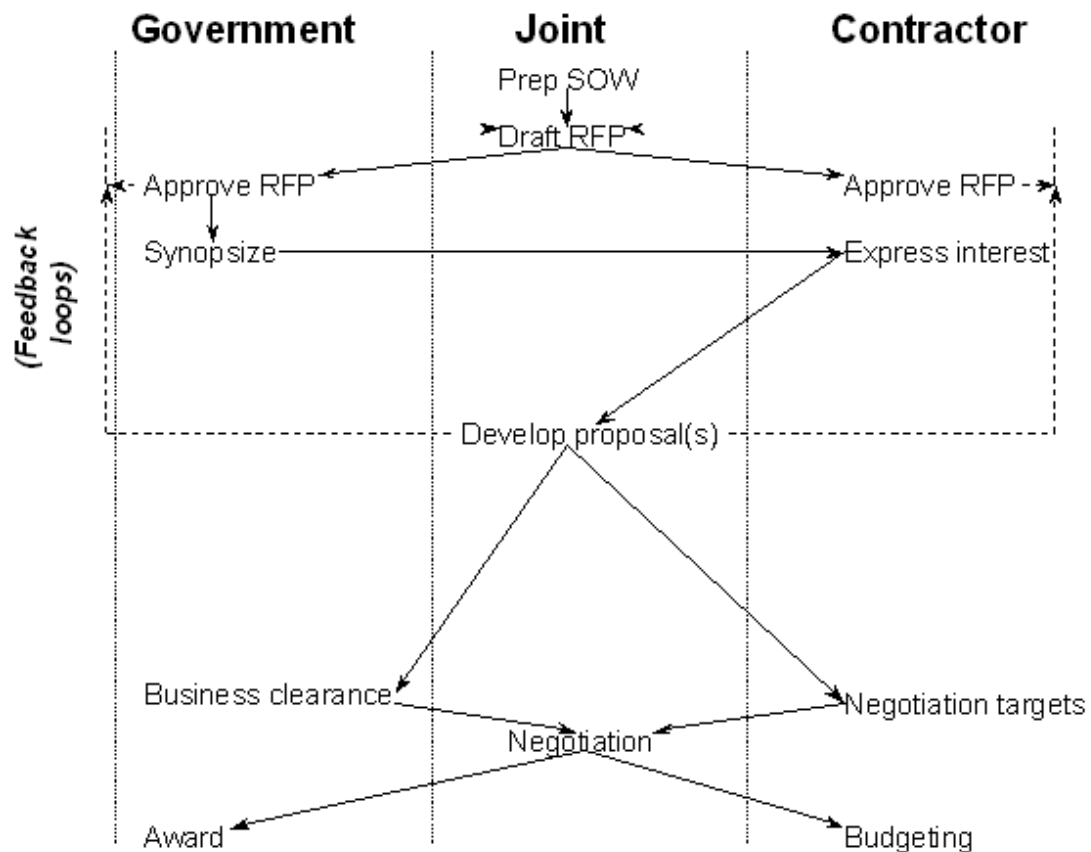 Government Joint Contractor
Prep SOW
Draft RFP
Approve RFP Approve RFP
Synopsize Express interest
(Feedback
loops)
Develop proposal(s)
Business clearance Negotiation targets
Negotiation
Award Budgeting